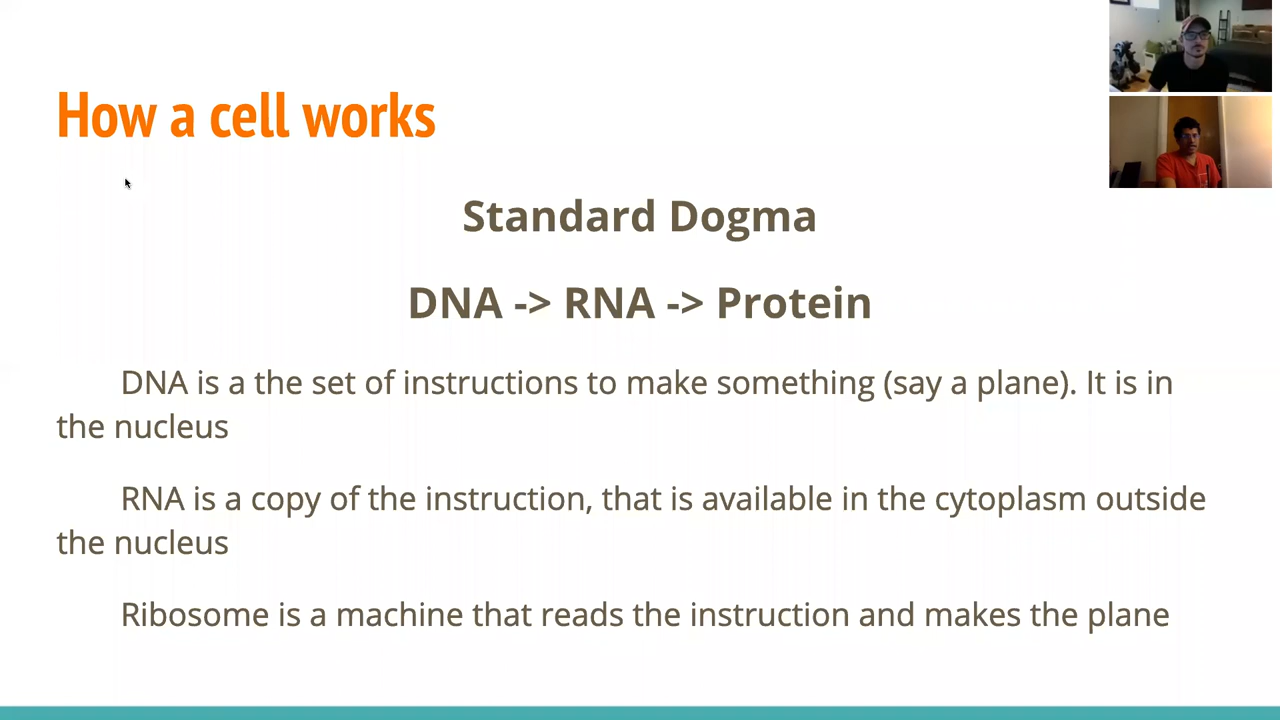 How a cell works
Standard Dogma
DNA -> RNA -> Protein
DNA is a the set of instructions to make something (say a plane). It is in
the nucleus
RNA is a copy of the instruction, that is available in the cytoplasm outside
the nucleus
Ribosome is a machine that reads the instruction and makes the plane